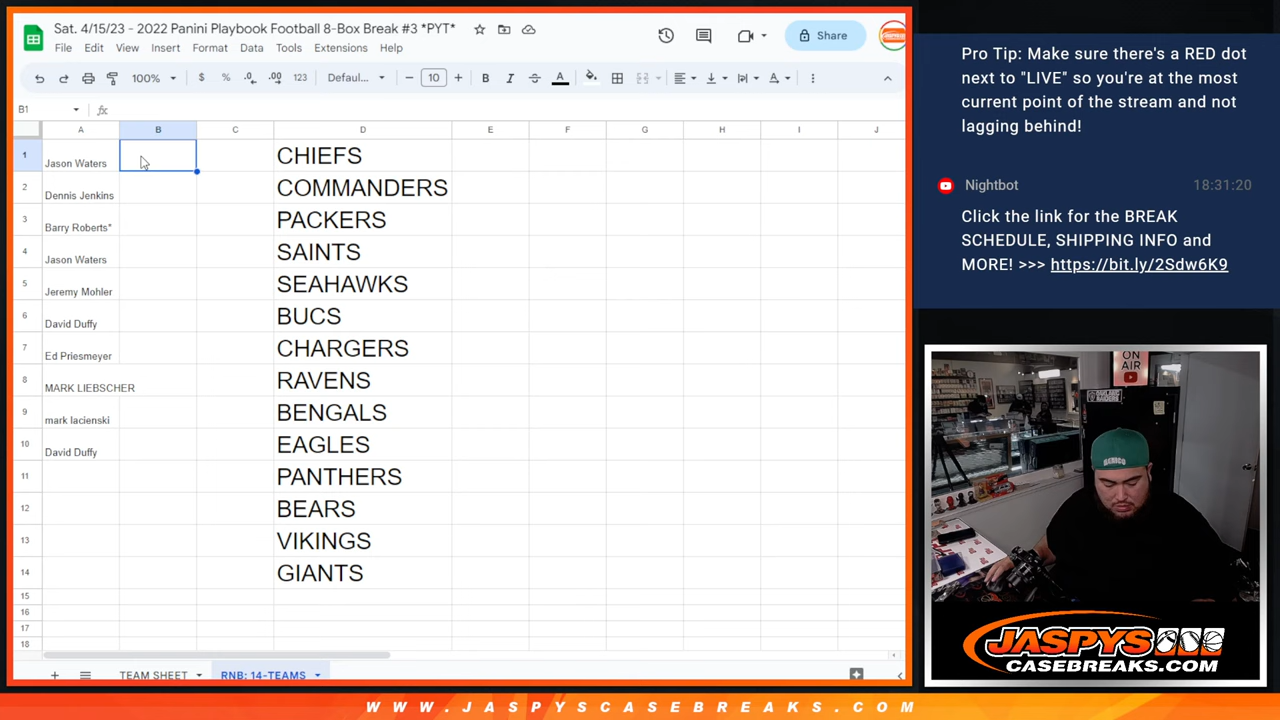 Sat. 4/15/23 - 2022 Panini Playbook Football 8-Box Break #3 *PYT*
File Edit View Insert Format Data Tools Extensions Help
Share
100% $ % .0 .00 123 Defaul... 10 B I A
B1 fx
A B C D E F G H I J
1 Jason Waters CHIEFS
2 Dennis Jenkins COMMANDERS
3 Barry Roberts* PACKERS
4 Jason Waters SAINTS
5 Jeremy Mohler SEAHAWKS
6 David Duffy BUCS
7 Ed Priesmeyer CHARGERS
8 MARK LIEBSCHER RAVENS
9 mark lacienski BENGALS
10 David Duffy EAGLES
11 PANTHERS
12 BEARS
13 VIKINGS
14 GIANTS
15
16
17
18
TEAM SHEET RNB: 14-TEAMS
Pro Tip: Make sure there's a RED dot
next to "LIVE" so you're at the most
current point of the stream and not
lagging behind!
Nightbot 18:31:20
Click the link for the BREAK
SCHEDULE, SHIPPING INFO and
MORE! >>> https://bit.ly/2Sdw6K9
ON
AIR
JASPYS
CASEBREAKS.COM
WWW.JASPYSCASEBREAKS.COM